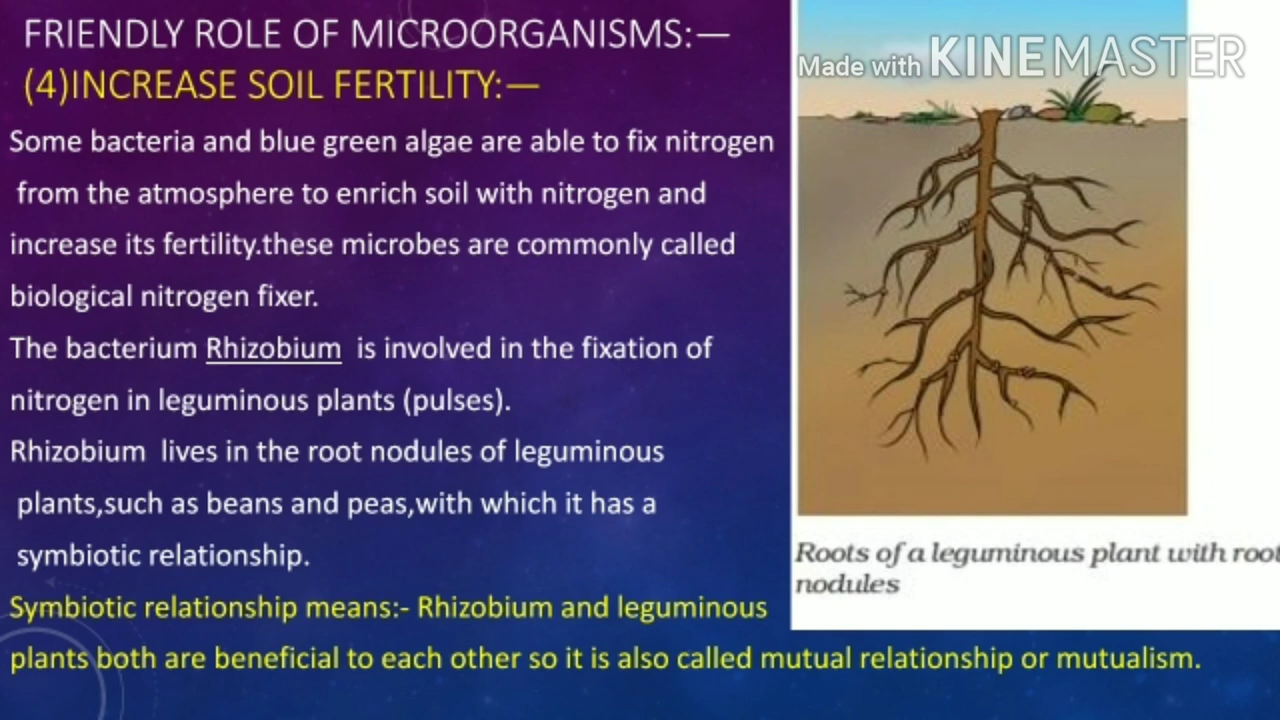 FRIENDLY ROLE OF MICROORGANISMS:—
(4)INCREASE SOIL FERTILITY:—
Some bacteria and blue green algae are able to fix nitrogen
from the atmosphere to enrich soil with nitrogen and
increase its fertility.these microbes are commonly called
biological nitrogen fixer.
The bacterium Rhizobium is involved in the fixation of
nitrogen in leguminous plants (pulses).
Rhizobium lives in the root nodules of leguminous
plants,such as beans and peas,with which it has a
symbiotic relationship.
Symbiotic relationship means:- Rhizobium and leguminous
plants both are beneficial to each other so it is also called mutual relationship or mutualism.
Made with KINEMASTER
Roots of a leguminous plant with root
nodules